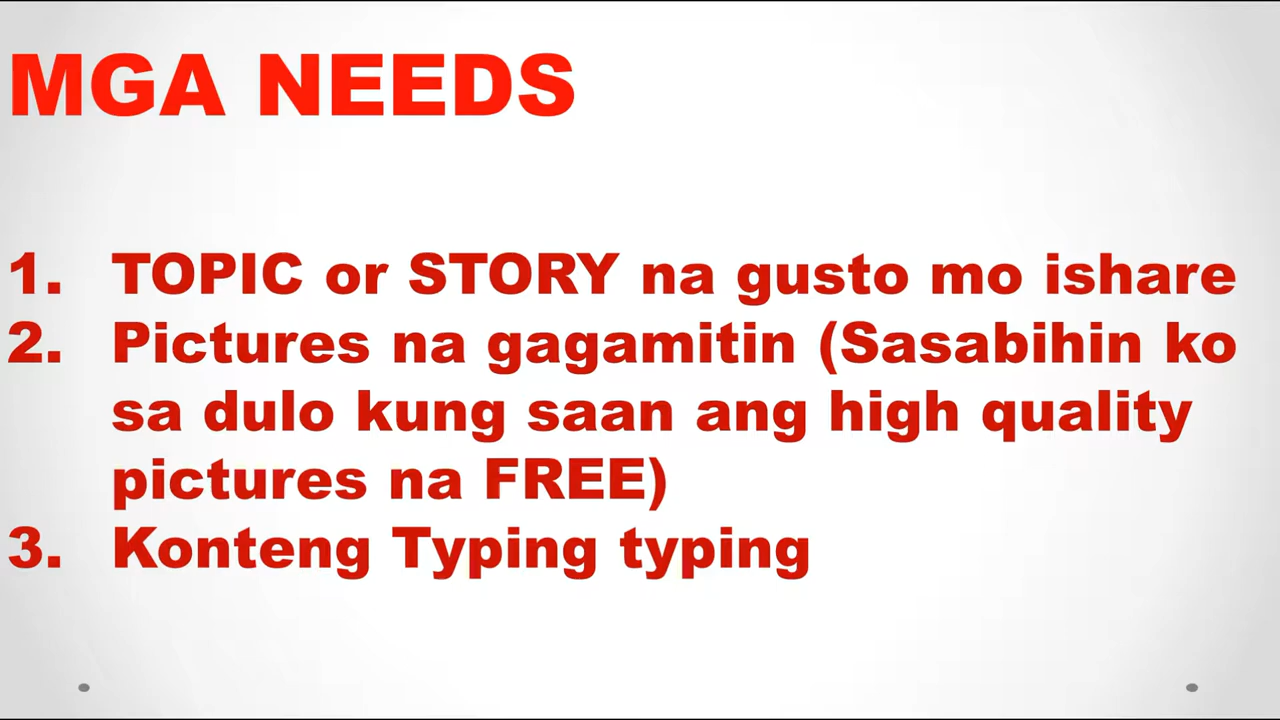 MGA NEEDS
1. TOPIC or STORY na gusto mo ishare
2. Pictures na gagamitin (Sasabihin ko
sa dulo kung saan ang high quality
pictures na FREE)
3. Konteng Typing typing